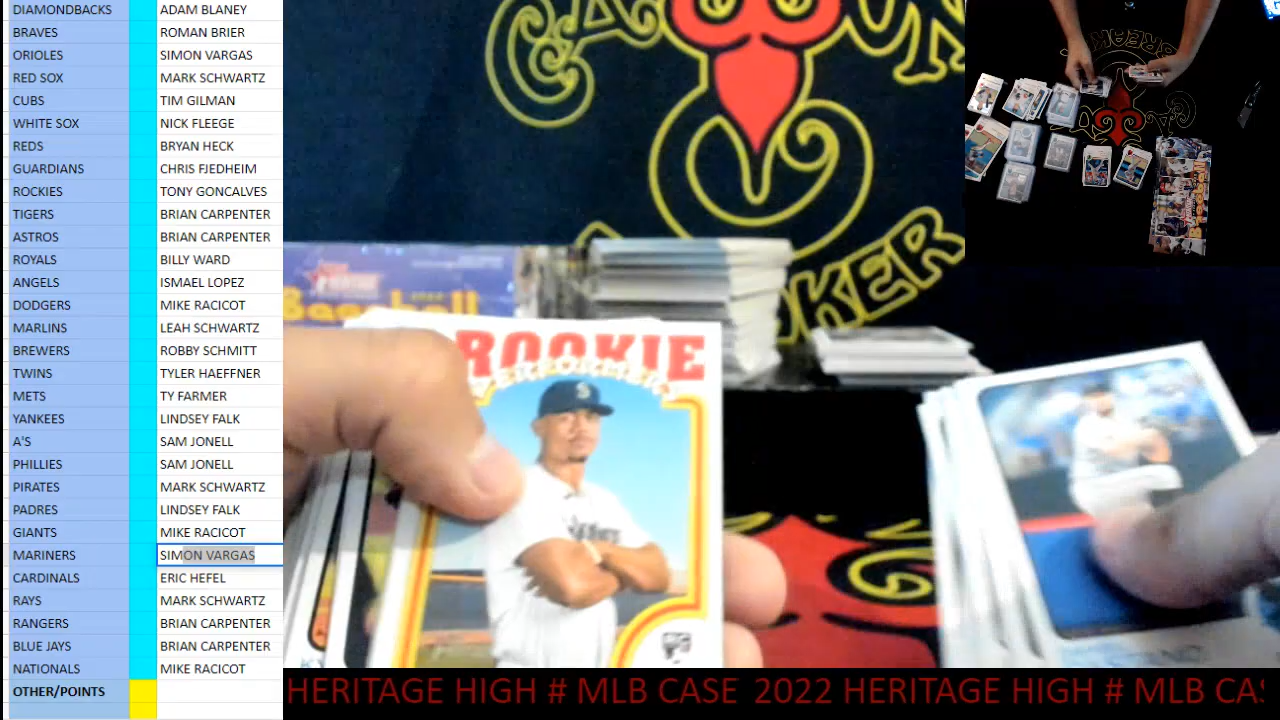 DIAMONDBACKS ADAM BLANEY
BRAVES ROMAN BRIER
ORIOLES SIMON VARGAS
RED SOX MARK SCHWARTZ
CUBS TIM GILMAN
WHITE SOX NICK FLEEGE
REDS BRYAN HECK
GUARDIANS CHRIS FJEDHEIM
ROCKIES TONY GONCALVES
TIGERS BRIAN CARPENTER
ASTROS BRIAN CARPENTER
ROYALS BILLY WARD
ANGELS ISMAEL LOPEZ
DODGERS MIKE RACICOT
MARLINS LEAH SCHWARTZ
BREWERS ROBBY SCHMITT
TWINS TYLER HAEFFNER
METS TY FARMER
YANKEES LINDSEY FALK
A'S SAM JONELL
PHILLIES SAM JONELL
PIRATES MARK SCHWARTZ
PADRES LINDSEY FALK
GIANTS MIKE RACICOT
MARINERS SIMON VARGAS
CARDINALS ERIC HEFEL
RAYS MARK SCHWARTZ
RANGERS BRIAN CARPENTER
BLUE JAYS BRIAN CARPENTER
NATIONALS MIKE RACICOT
OTHER/POINTS
Baseball
ROOKIE
PERFORMERS
HERITAGE HIGH # MLB CASE 2022 HERITAGE HIGH # MLB CAS